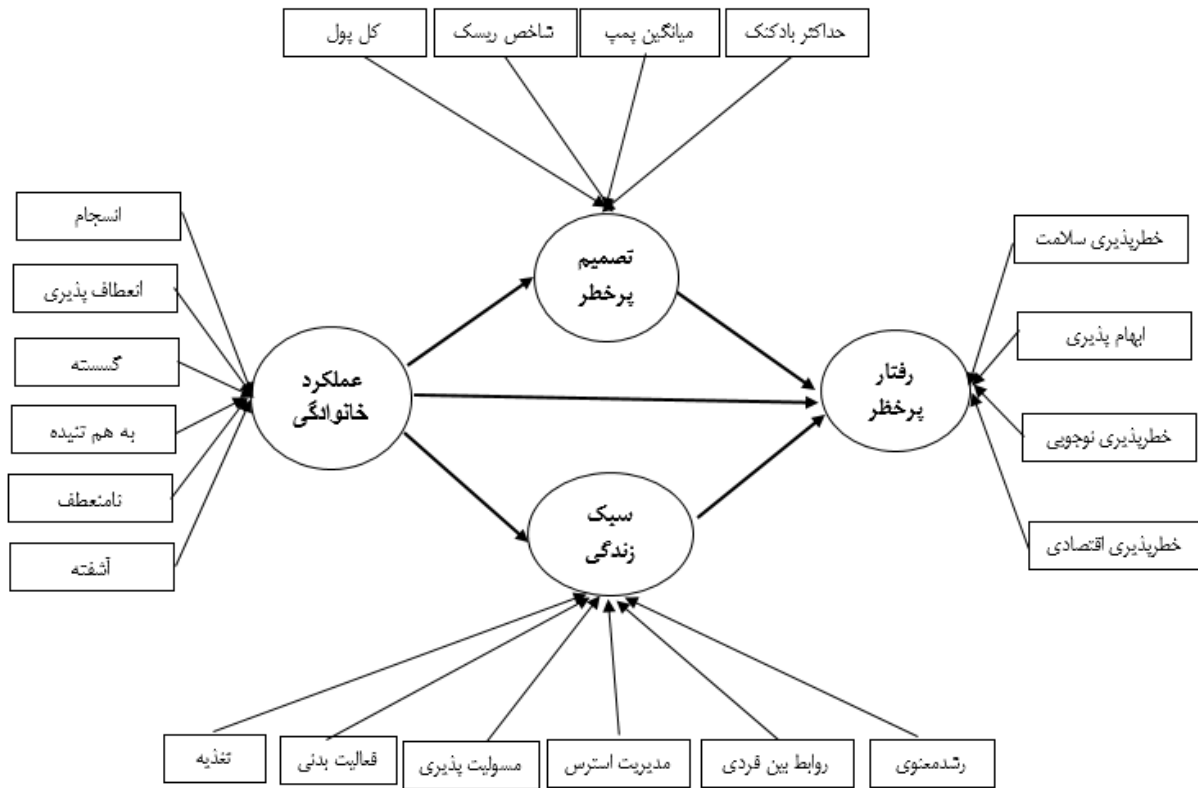 حداکثر بادکنک
میانگین پمپ
شاخص ریسک
کل پول
خطرپذیری سلامت
ابهام پذیری
خطرپذیری نوجویی
خطرپذیری اقتصادی
تصمیم
پرخطر
رفتار
پرخظر
عملکرد
خانوادگی
سبک
زندگی
انسجام
انعطاف پذیری
گسسته
به هم تنیده
نامنعطف
آشفته
رشدمعنوی
روابط بین فردی
مدیریت استرس
مسولیت پذیری
فعالیت بدنی
تغذیه